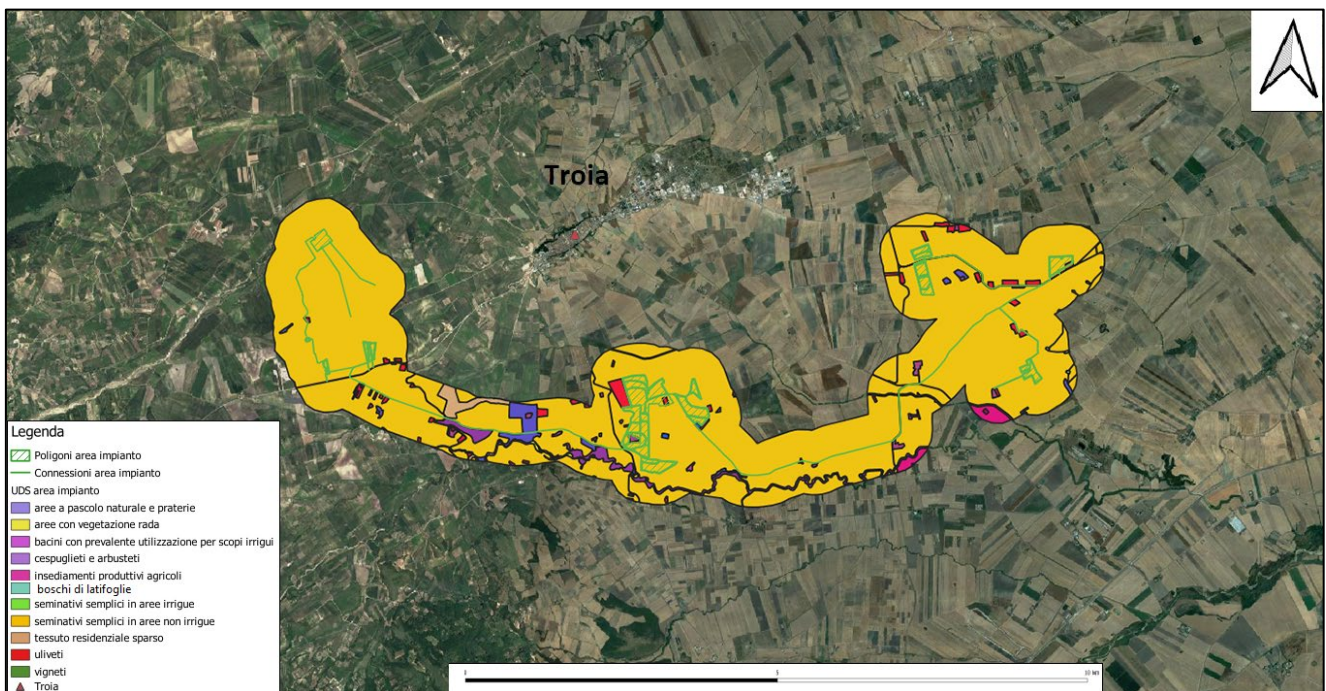 Troia
Legenda
Poligoni area impianto
Connessioni area impianto
UDS area impianto
aree a pascolo naturale e praterie
aree con vegetazione rada
bacini con prevalente utilizzazione per scopi irrigui
cespuglieti e arbusteti
insediamenti produttivi agricoli
boschi di latifoglie
seminativi semplici in aree irrigue
seminativi semplici in aree non irrigue
tessuto residenziale sparso
uliveti
vigneti
Troia